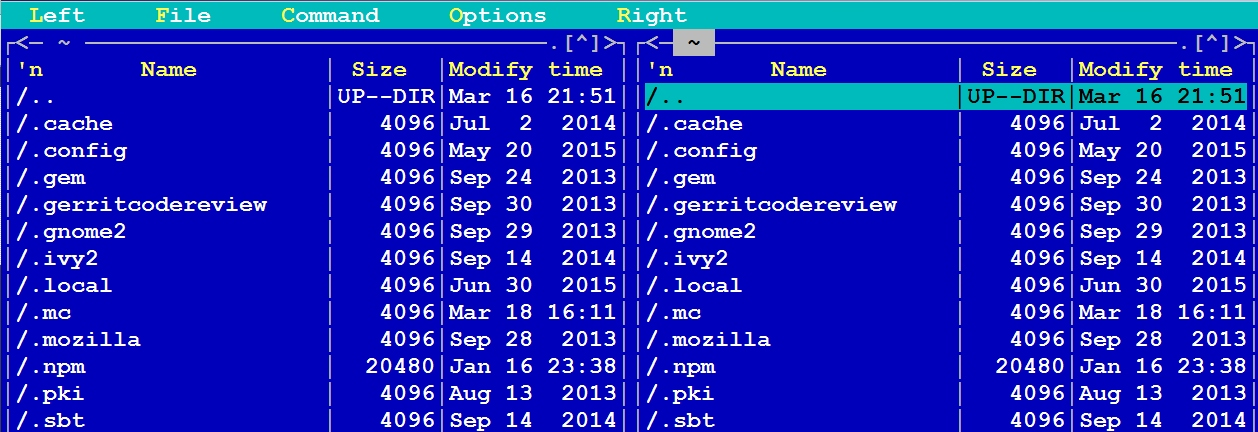 Left File Command Options Right
<─ ~ .[^]> <─ ~ .[^]>
'n Name |Size |Modify time| |'n Name |Size |Modify time
/.. |UP--DIR|Mar 16 21:51| |/.. |UP--DIR|Mar 16 21:51
/.cache | 4096|Jul 2 2014| |/.cache | 4096|Jul 2 2014
/.config | 4096|May 20 2015| |/.config | 4096|May 20 2015
/.gem | 4096|Sep 24 2013| |/.gem | 4096|Sep 24 2013
/.gerritcodereview | 4096|Sep 30 2013| |/.gerritcodereview | 4096|Sep 30 2013
/.gnome2 | 4096|Sep 29 2013| |/.gnome2 | 4096|Sep 29 2013
/.ivy2 | 4096|Sep 14 2014| |/.ivy2 | 4096|Sep 14 2014
/.local | 4096|Jun 30 2015| |/.local | 4096|Jun 30 2015
/.mc | 4096|Mar 18 16:11| |/.mc | 4096|Mar 18 16:11
/.mozilla | 4096|Sep 28 2013| |/.mozilla | 4096|Sep 28 2013
/.npm | 20480|Jan 16 23:38| |/.npm | 20480|Jan 16 23:38
/.pki | 4096|Aug 13 2013| |/.pki | 4096|Aug 13 2013
/.sbt | 4096|Sep 14 2014| |/.sbt | 4096|Sep 14 2014